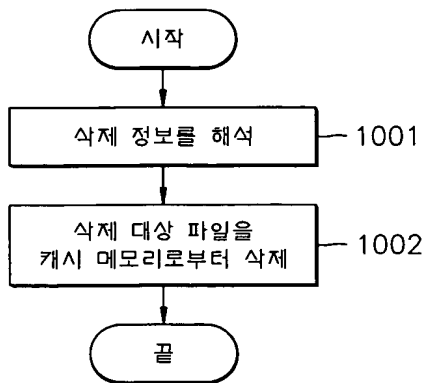 시작
삭제 정보를 해석
1001
삭제 대상 파일을
캐시 메모리로부터 삭제
1002
끝